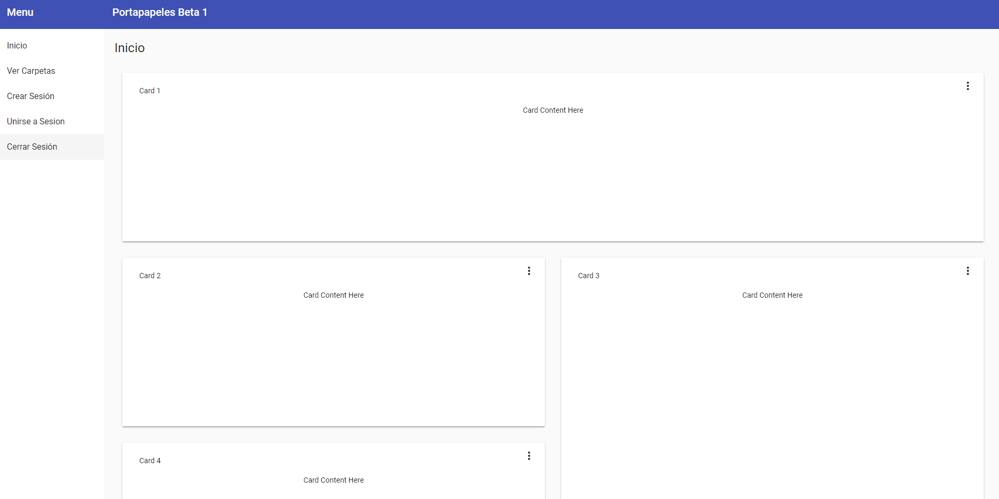 Menu
Portapapeles Beta 1
Inicio
Ver Carpetas
Crear Sesión
Unirse a Sesion
Cerrar Sesión
Inicio
Card 1
Card Content Here
Card 2
Card Content Here
Card 3
Card Content Here
Card 4
Card Content Here